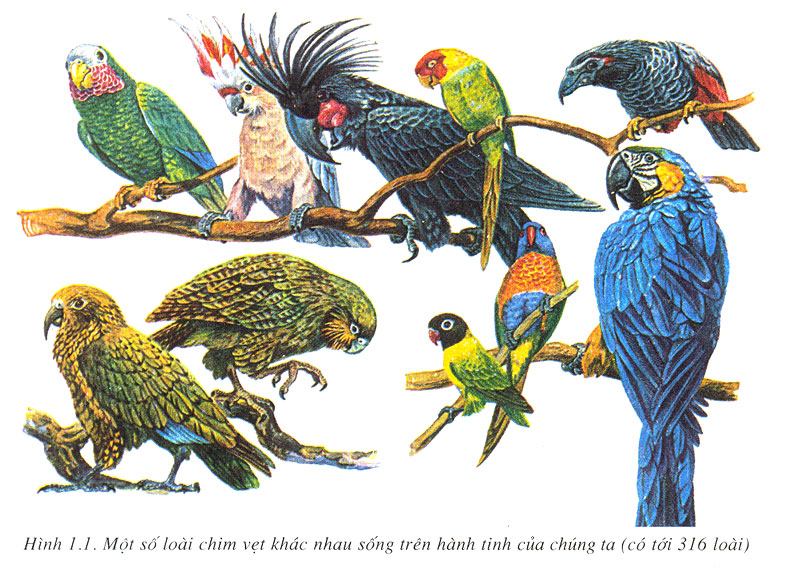 Hình 1.1. Một số loài chim vẹt khác nhau sống trên hành tinh của chúng ta (có tới 316 loài)